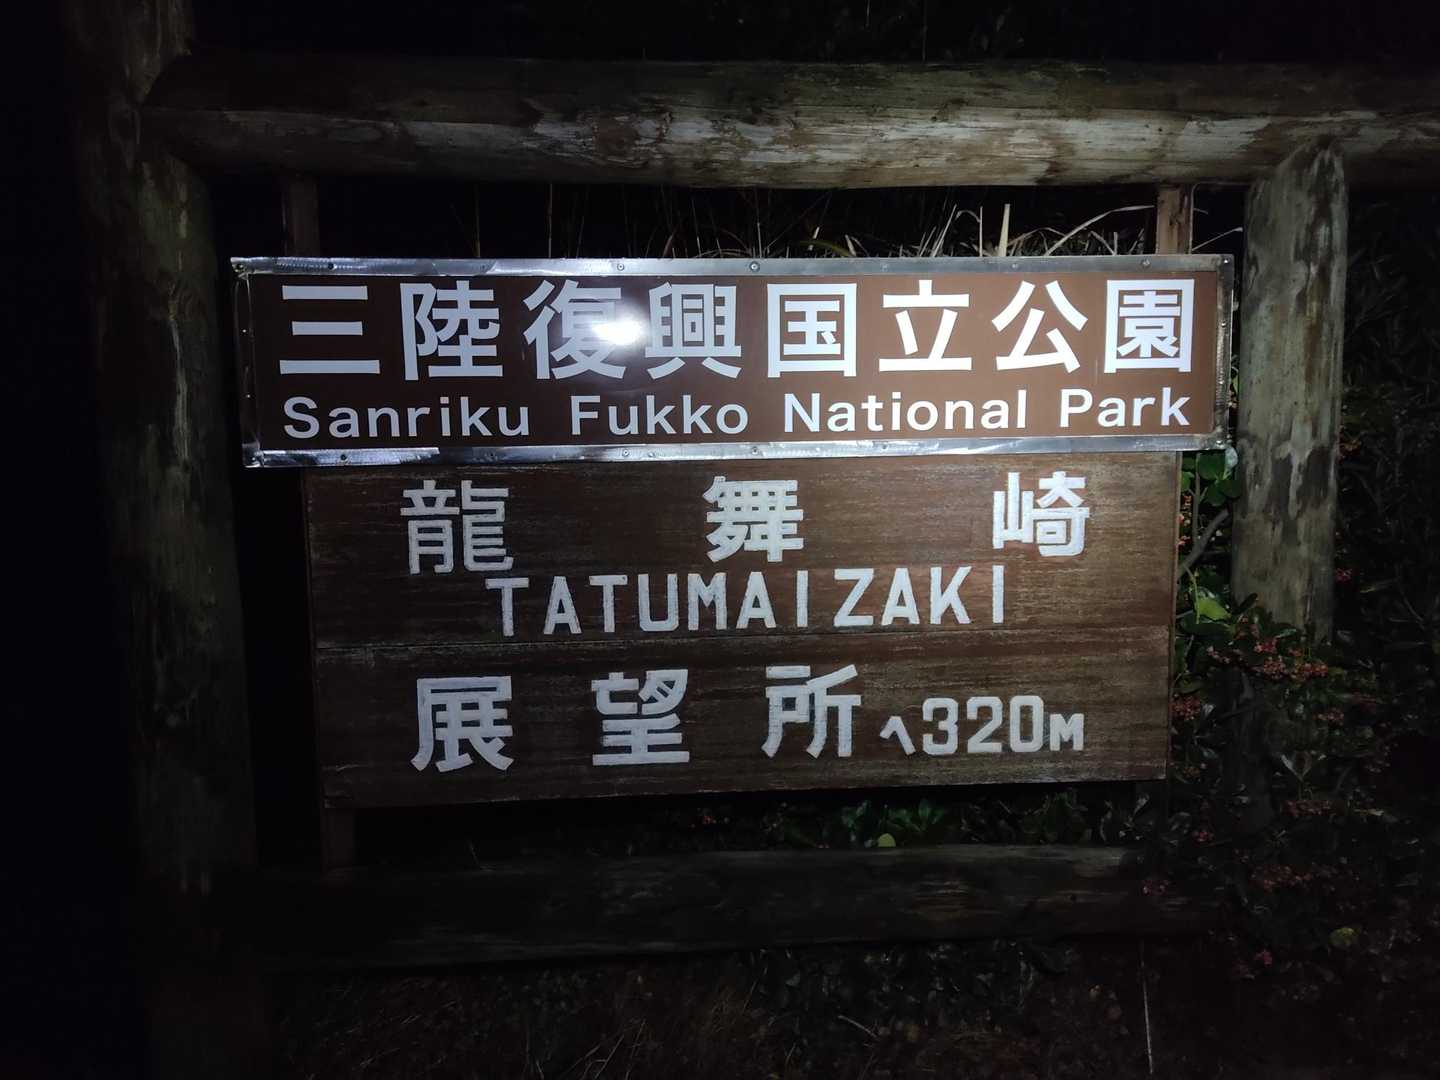 三陸復興国立公園
Sanriku Fukko National Park
龍舞崎
TATUMAIZAKI
展望所へ320M